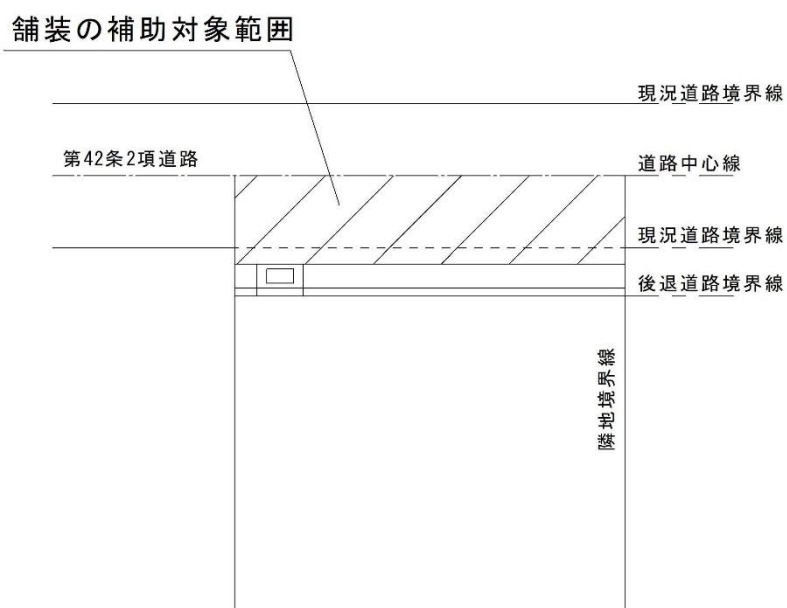 舗装の補助対象範囲
現況道路境界線
第42条2項道路
道路中心線
現況道路境界線
後退道路境界線
隣地境界線